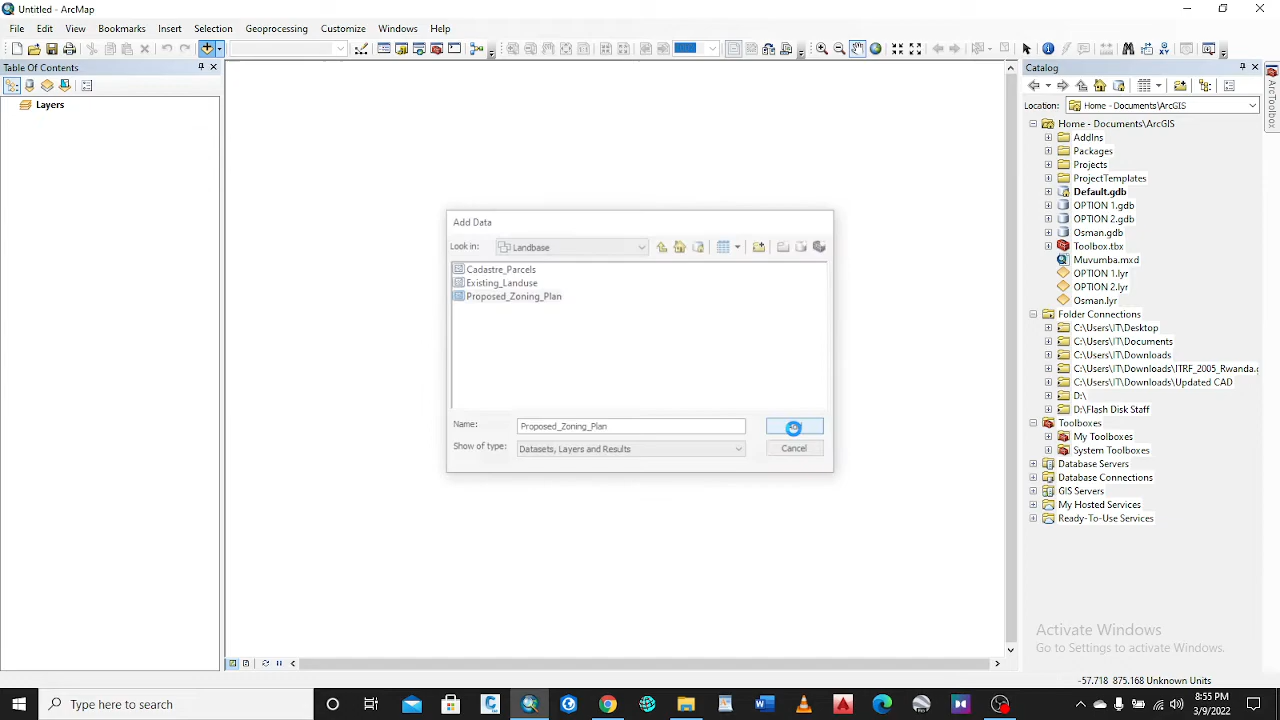 Untitled - ArcMap
File Edit View Bookmarks Insert Selection Geoprocessing Customize Windows Help
Table Of Contents
Layers
Catalog
Location: Home - Documents\ArcGIS
Home - Documents\ArcGIS
AddIns
Packages
Projects
ProjectTemplates
Default.gdb
OPTION 1.gdb
OPTION 2.gdb
Osman.gdb
Toolbox.tbx
Muvumba.mxd
OPTION 1.lyr
OPTION 2.lyr
Osman.lyr
Folder Connections
C:\Users\IT\Desktop
C:\Users\IT\Documents
C:\Users\IT\Downloads
C:\Users\IT\Downloads\ITRF_2005_Rwanda.g
C:\Users\IT\Downloads\Updated CAD
D:\
D:\Flash Disk Staff
Toolboxes
My Toolboxes
System Toolboxes
Database Servers
Database Connections
GIS Servers
My Hosted Services
Ready-To-Use Services
ArcToolbox
Add Data
Look in: Landbase
Cadastre_Parcels
Existing_Landuse
Proposed_Zoning_Plan
Name: Proposed_Zoning_Plan
Show of type: Datasets, Layers and Results
Cancel
Activate Windows
Go to Settings to activate Windows.
-57.718 875.168 Unknown Units
Type here to search
8:55 PM
3/9/2022